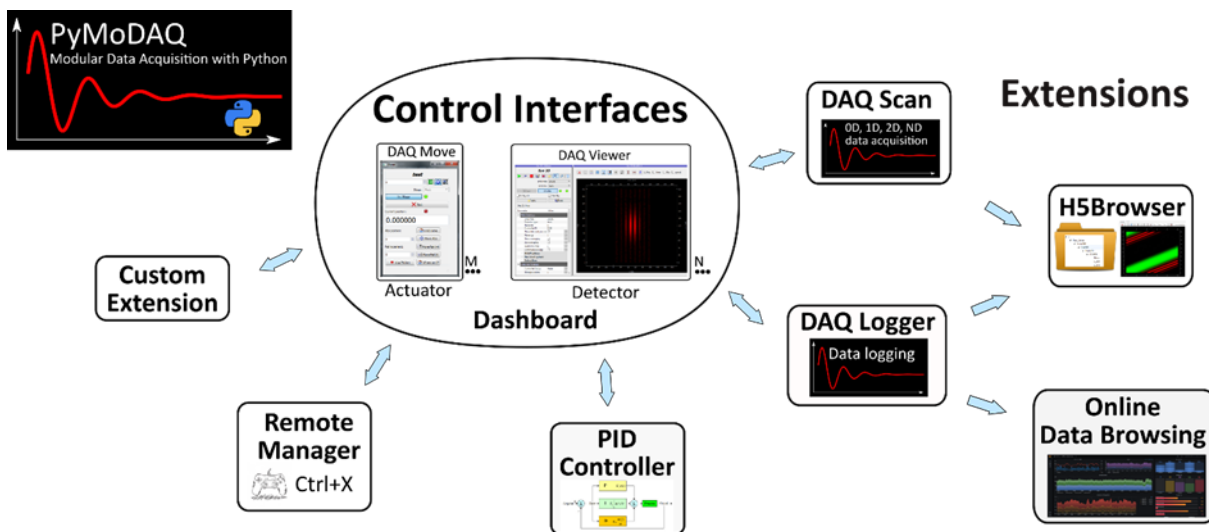 PyMoDAQ
Modular Data Acquisition with Python
Control Interfaces
DAQ Move
0.000000
M
Actuator
DAQ Viewer
N
Detector
Dashboard
Extensions
DAQ Scan
0D, 1D, 2D, ND
data acquisition
H5Browser
DAQ Logger
Data logging
Online
Data Browsing
PID
Controller
Remote
Manager
Ctrl+X
Custom
Extension